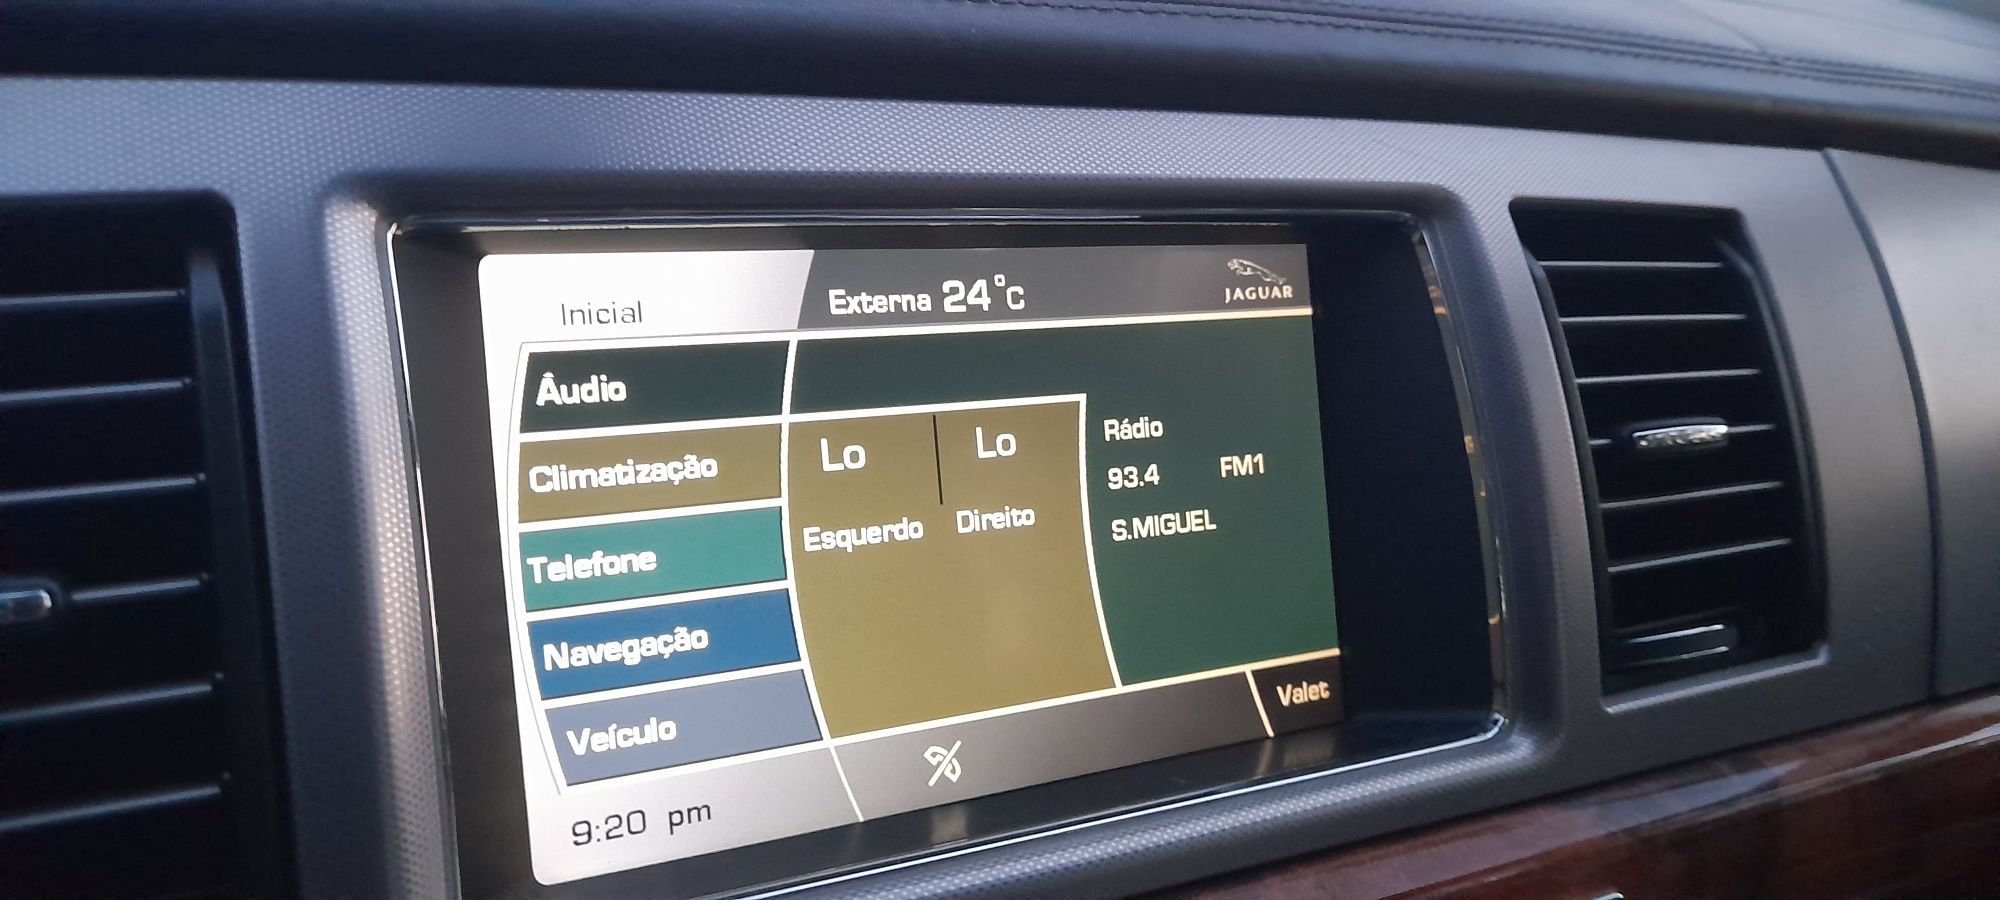 Inicial
Externa 24°C
JAGUAR
Âudio
Climatização
Telefone
Navegação
Veículo
Lo
Lo
Esquerdo
Direito
Rádio
93.4 FM1
S.MIGUEL
9:20 pm
Valet